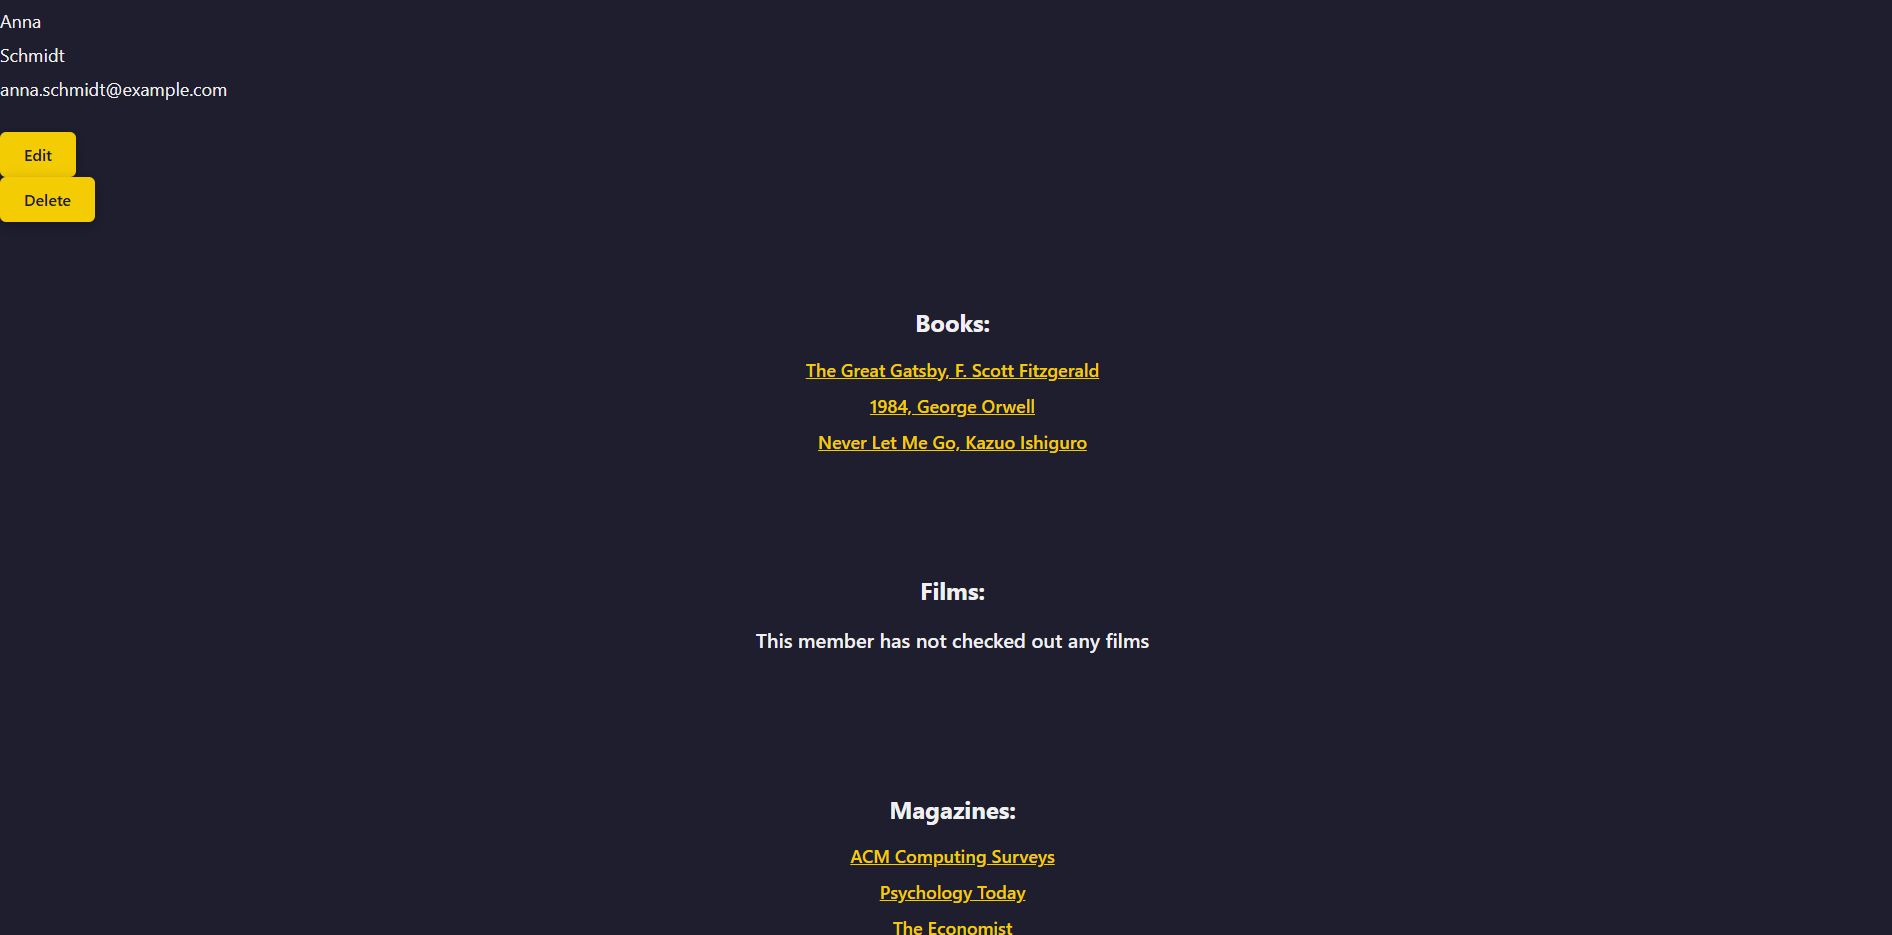 Anna
Schmidt
anna.schmidt@example.com
Edit
Delete
Books:
The Great Gatsby, F. Scott Fitzgerald
1984, George Orwell
Never Let Me Go, Kazuo Ishiguro
Films:
This member has not checked out any films
Magazines:
ACM Computing Surveys
Psychology Today
The Economist